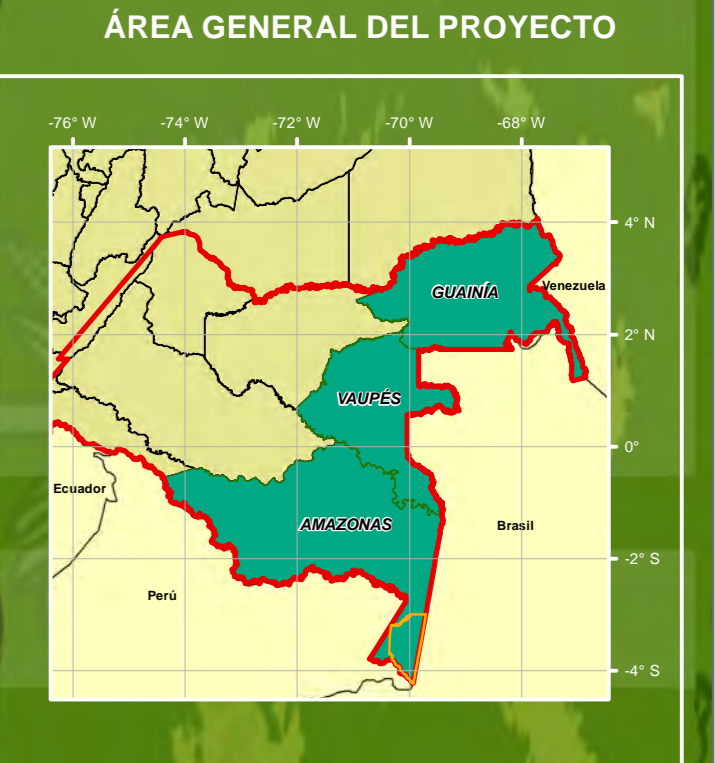 ÁREA GENERAL DEL PROYECTO
-76° W -74° W -72° W -70° W -68° W
4° N
GUAINÍA
Venezuela
2° N
VAUPÉS
0°
Ecuador
AMAZONAS
Brasil
-2° S
Perú
-4° S